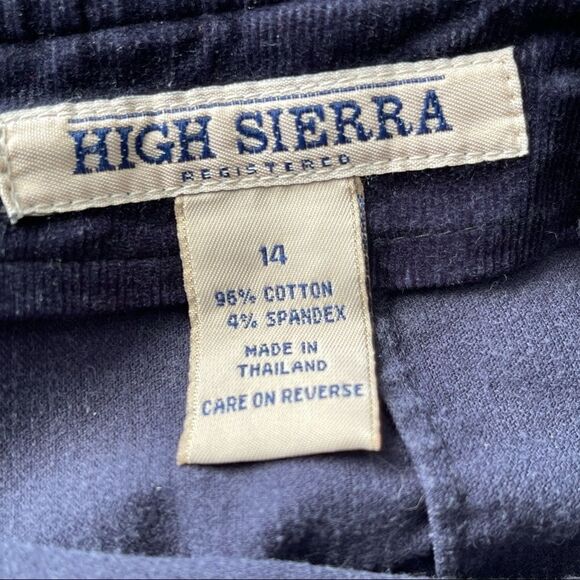 HIGH SIERRA
REGISTERED
14
96% COTTON
4% SPANDEX
MADE IN
THAILAND
CARE ON REVERSE